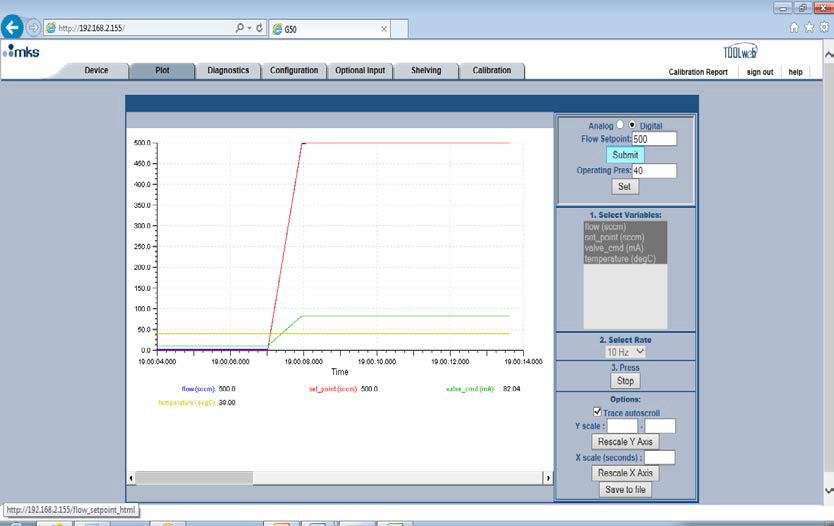 http://192.168.2.155/
G50
mks
TOOLweb
Device Plot Diagnostics Configuration Optional Input Shelving Calibration
Calibration Report sign out help
Analog Digital
Flow Setpoint: 500
Submit
Operating Pres: 40
Set
1. Select Variables:
flow (sccm)
set_point (sccm)
valve_cmd (mA)
temperature (degC)
2. Select Rate
10 Hz
3. Press
Stop
Options:
Trace autoscroll
Y scale : -
Rescale Y Axis
X scale (seconds) :
Rescale X Axis
Save to file
500.0
450.0
400.0
350.0
300.0
250.0
200.0
150.0
100.0
50.0
0.0
19:00:04.000 19:00:06.000 19:00:08.000 19:00:10.000 19:00:12.000 19:00:14.000
Time
flow (sccm): 500.0 set_point (sccm): 500.0 valve_cmd (mA) : 82.04
temperature (degC): 39.00
http://192.168.2.155/flow_setpoint_html